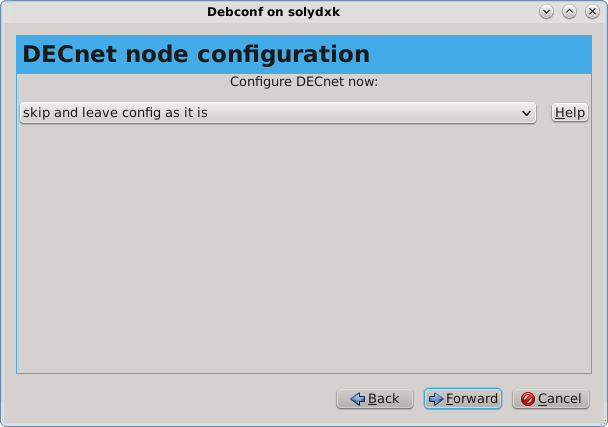 Debconf on solydxk
DECnet node configuration
Configure DECnet now:
skip and leave config as it is
Help
Back
Forward
Cancel